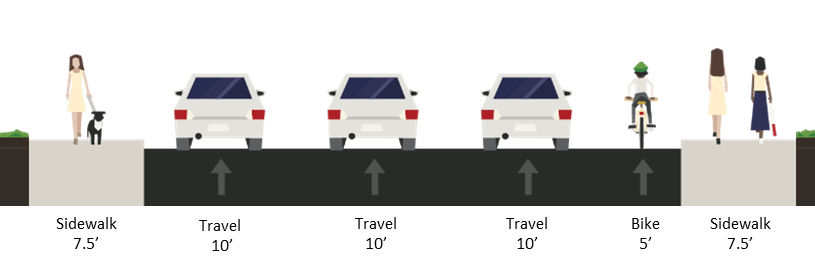 Sidewalk
7.5’
Travel
10’
Travel
10’
Travel
10’
Bike
5’
Sidewalk
7.5’